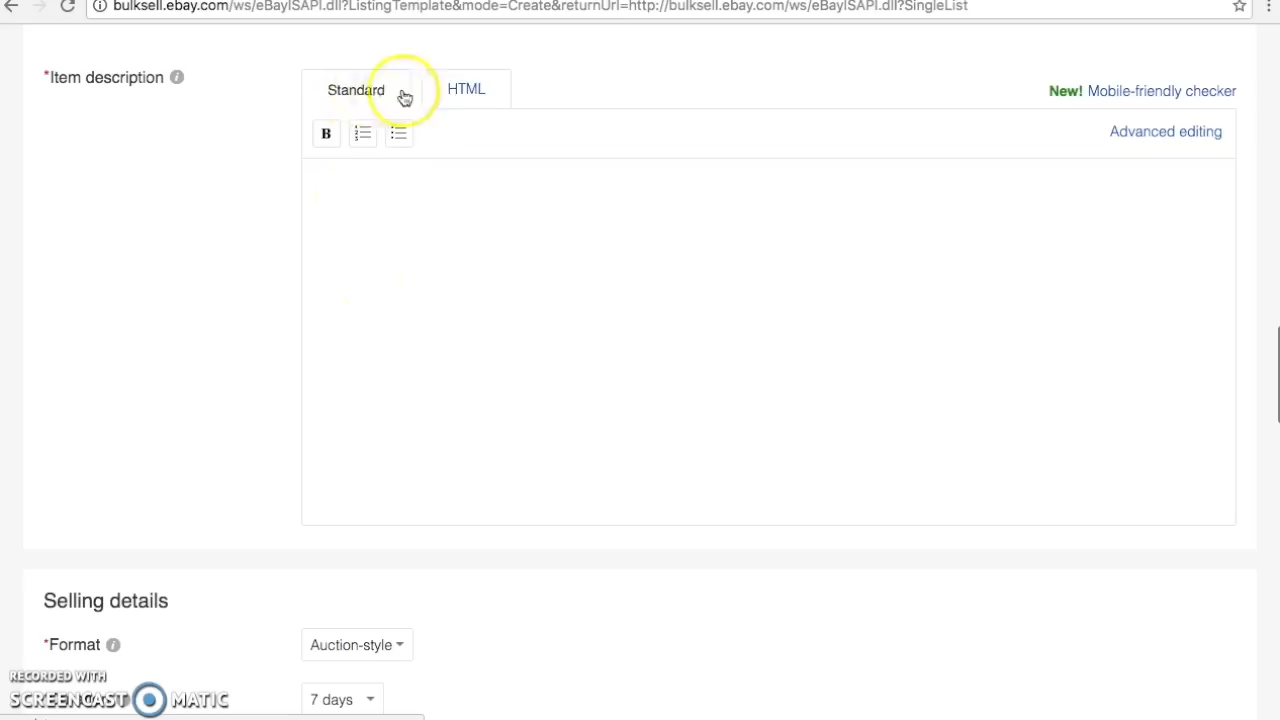 bulksell.ebay.com/ws/eBayISAPI.dll?ListingTemplate&mode=Create&returnUrl=http://bulksell.ebay.com/ws/eBayISAPI.dll?SingleList
*Item description
Standard
HTML
New! Mobile-friendly checker
B
Advanced editing
Selling details
*Format
Auction-style
RECORDED WITH
SCREENCAST MATIC
7 days